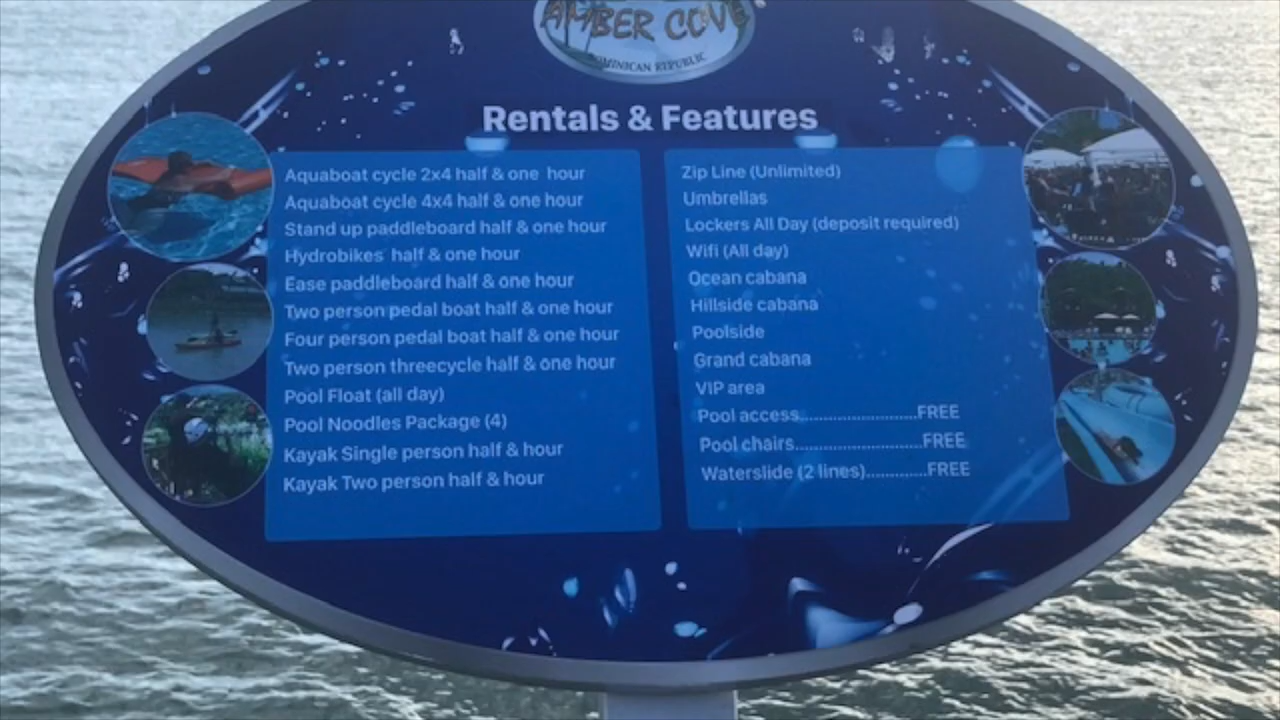 AMBER COVE
DOMINICAN REPUBLIC
Rentals & Features
Aquaboat cycle 2x4 half & one hour
Aquaboat cycle 4x4 half & one hour
Stand up paddleboard half & one hour
Hydrobikes half & one hour
Ease paddleboard half & one hour
Two person pedal boat half & one hour
Four person pedal boat half & one hour
Two person threecycle half & one hour
Pool Float (all day)
Pool Noodles Package (4)
Kayak Single person half & hour
Kayak Two person half & hour
Zip Line (Unlimited)
Umbrellas
Lockers All Day (deposit required)
Wifi (All day)
Ocean cabana
Hillside cabana
Poolside
Grand cabana
VIP area
Pool access..............................FREE
Pool chairs................................FREE
Waterslide (2 lines)...............FREE